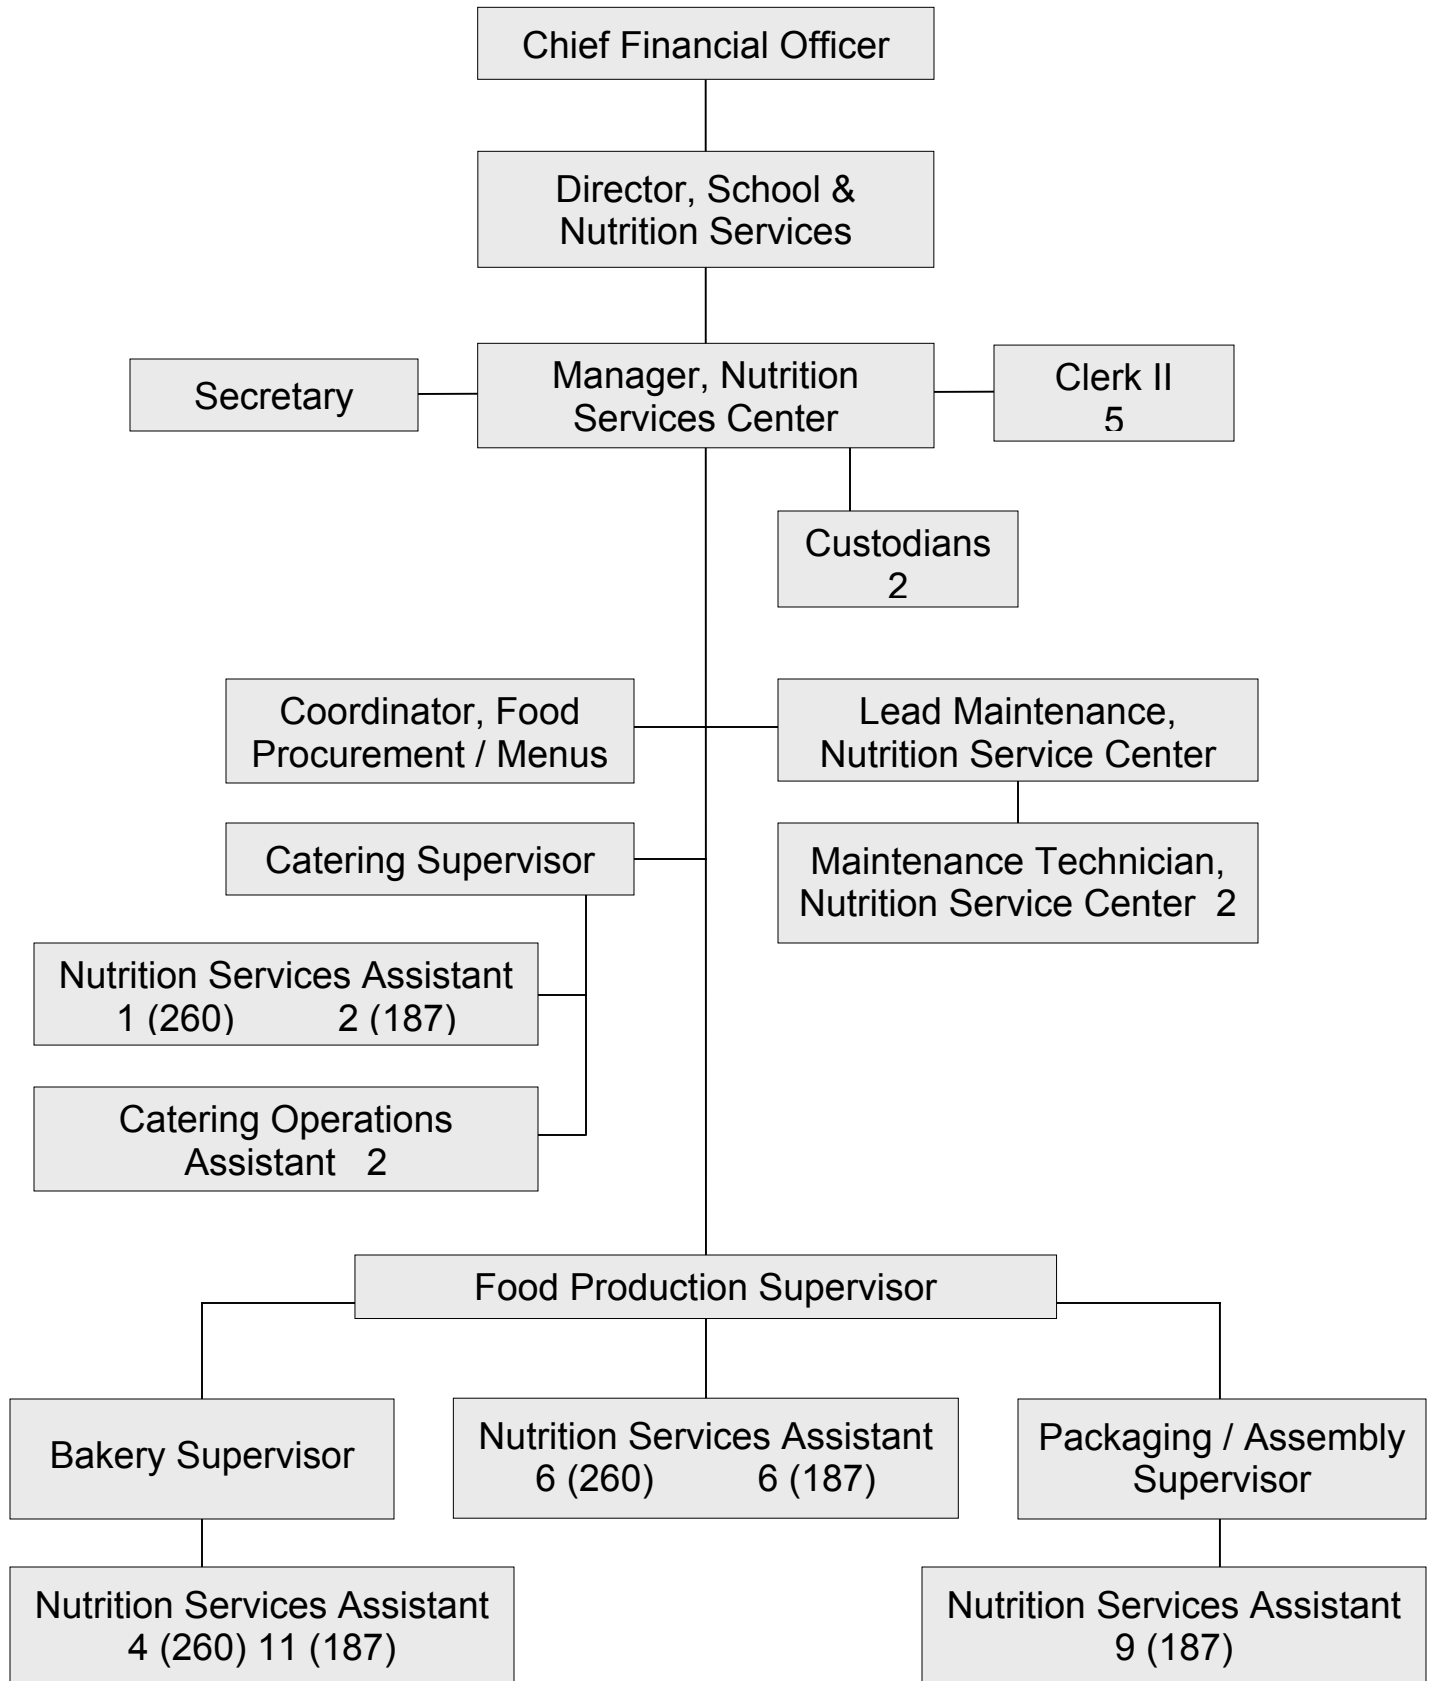 Chief Financial Officer
Director, School &
Nutrition Services
Secretary
Manager, Nutrition
Services Center
Clerk II
5
Custodians
2
Coordinator, Food
Procurement / Menus
Lead Maintenance,
Nutrition Service Center
Catering Supervisor
Maintenance Technician,
Nutrition Service Center 2
Nutrition Services Assistant
1 (260) 2 (187)
Catering Operations
Assistant 2
Food Production Supervisor
Bakery Supervisor
Nutrition Services Assistant
6 (260) 6 (187)
Packaging / Assembly
Supervisor
Nutrition Services Assistant
4 (260) 11 (187)
Nutrition Services Assistant
9 (187)